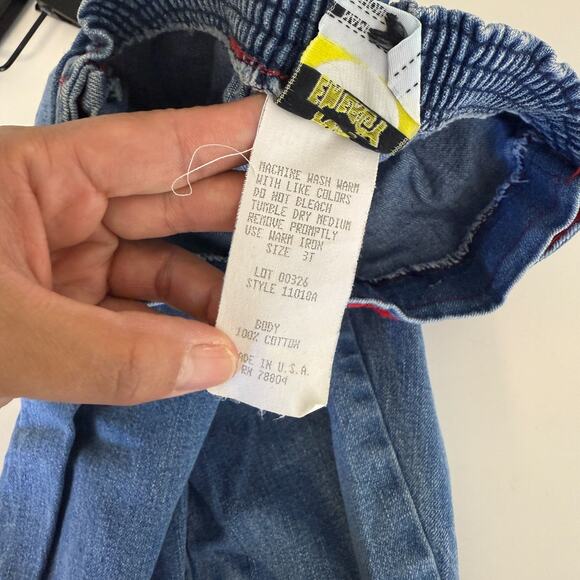 MACHINE WASH WARM
WITH LIKE COLORS
DO NOT BLEACH
TUMBLE DRY MEDIUM
REMOVE PROMPTLY
USE WARM IRON
SIZE 3T
LOT 00326
STYLE 11010A
BODY
100% COTTON
ADE IN U.S.A.
RN 78804